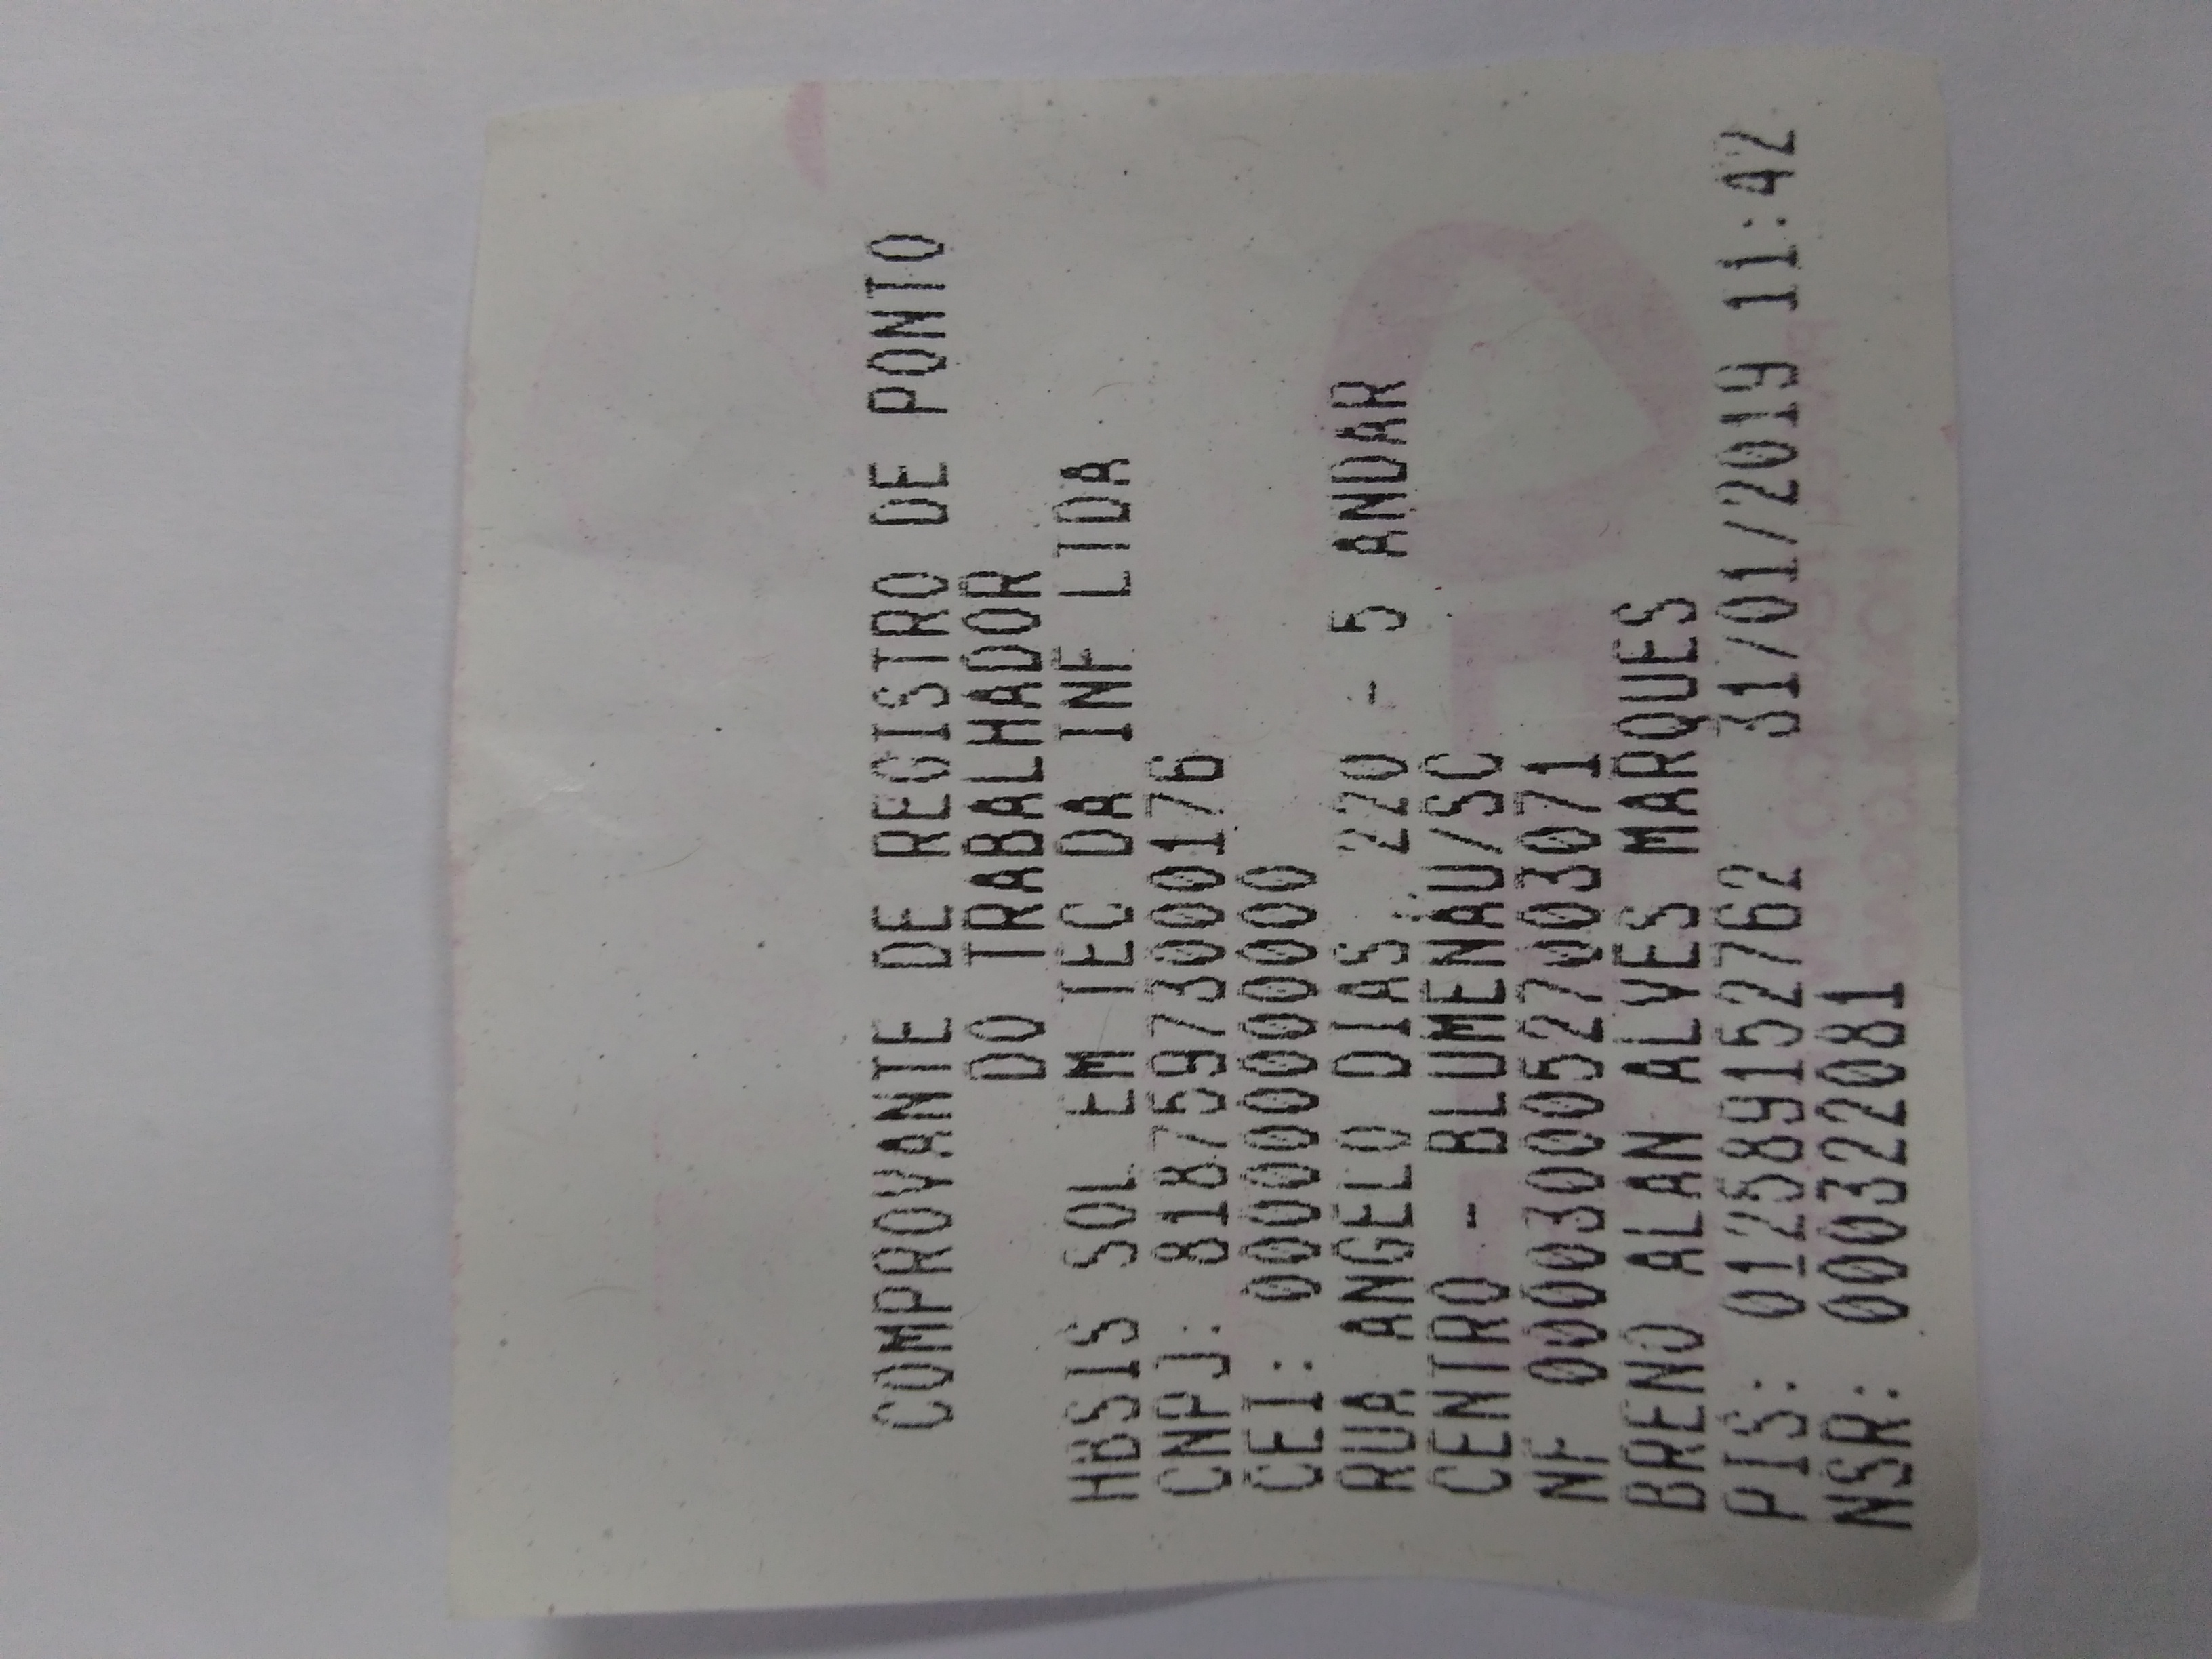 COMPROVANTE DE REGISTRO DE PONTO
DO TRABALHADOR
HBSIS SOL EM TEC DA INF LTDA
CNPJ: 81875973000176
CEI: 000000000000
RUA ANGELO DIAS 220 - 5 ANDAR
CENTRO - BLUMENAU/SC
NF 00003000527003071
BRENO ALAN ALVES MARQUES
PIS: 012589152762 31/01/2019 11:42
NSR: 000322081